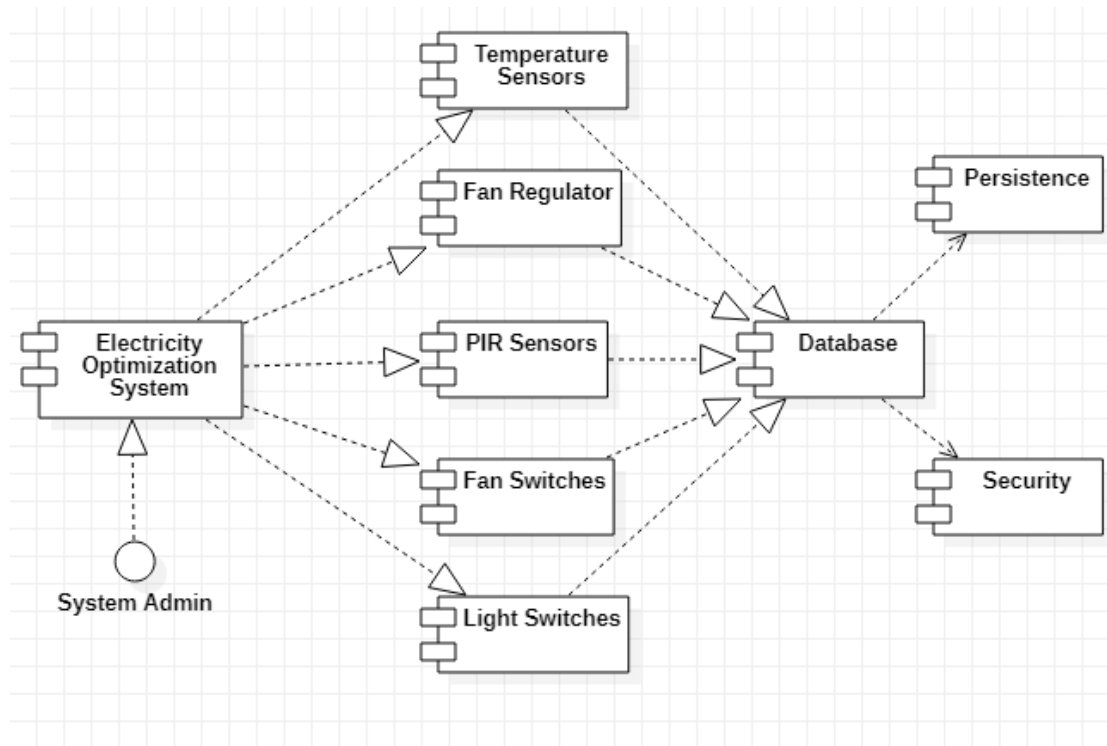 Temperature
Sensors
Fan Regulator
Persistence
Electricity
Optimization
System
PIR Sensors
Database
Fan Switches
Security
System Admin
Light Switches